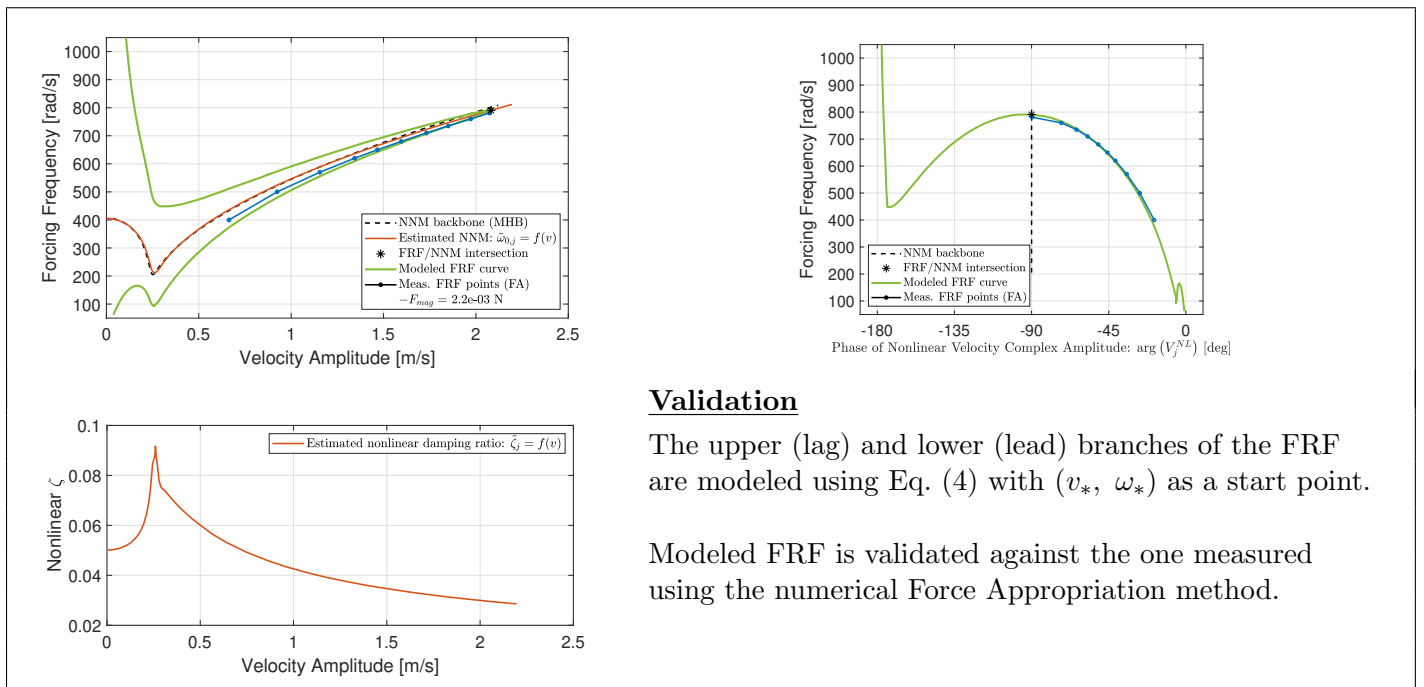 1000
900
800
700
600
500
400
300
200
100
Forcing Frequency [rad/s]
NNM backbone (MHB)
Estimated NNM: ω̃₀,ⱼ = f(v)
FRF/NNM intersection
Modeled FRF curve
Meas. FRF points (FA)
−F_mag = 2.2e-03 N
0 0.5 1 1.5 2 2.5
Velocity Amplitude [m/s]
1000
900
800
700
600
500
400
300
200
100
Forcing Frequency [rad/s]
NNM backbone
FRF/NNM intersection
Modeled FRF curve
Meas. FRF points (FA)
-180 -135 -90 -45 0
Phase of Nonlinear Velocity Complex Amplitude: arg (V_j^{NL}) [deg]
0.1
0.08
0.06
0.04
0.02
Nonlinear ζ
Estimated nonlinear damping ratio: ζ̃ⱼ = f(v)
0 0.5 1 1.5 2 2.5
Velocity Amplitude [m/s]
Validation
The upper (lag) and lower (lead) branches of the FRF
are modeled using Eq. (4) with (v∗, ω∗) as a start point.
Modeled FRF is validated against the one measured
using the numerical Force Appropriation method.